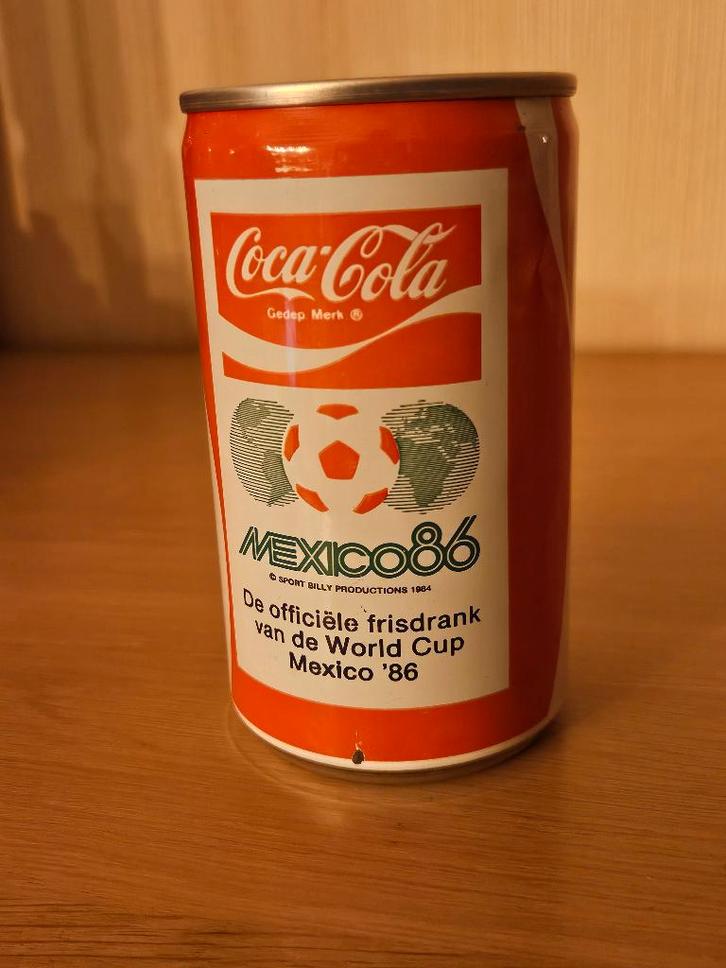 Coca-Cola
Gedep Merk ®
MEXICO86
© SPORT BILLY PRODUCTIONS 1984
De officiële frisdrank
van de World Cup
Mexico '86